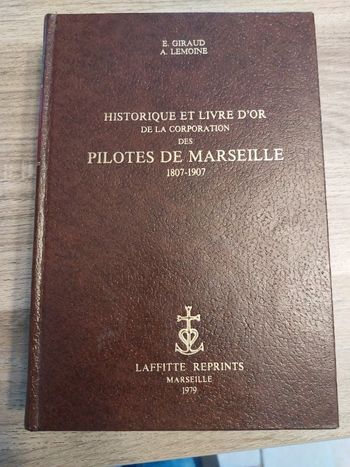 E. GIRAUD
A. LEMOINE
HISTORIQUE ET LIVRE D'OR
DE LA CORPORATION
DES
PILOTES DE MARSEILLE
1807-1907
LAFFITTE REPRINTS
MARSEILLE
1979